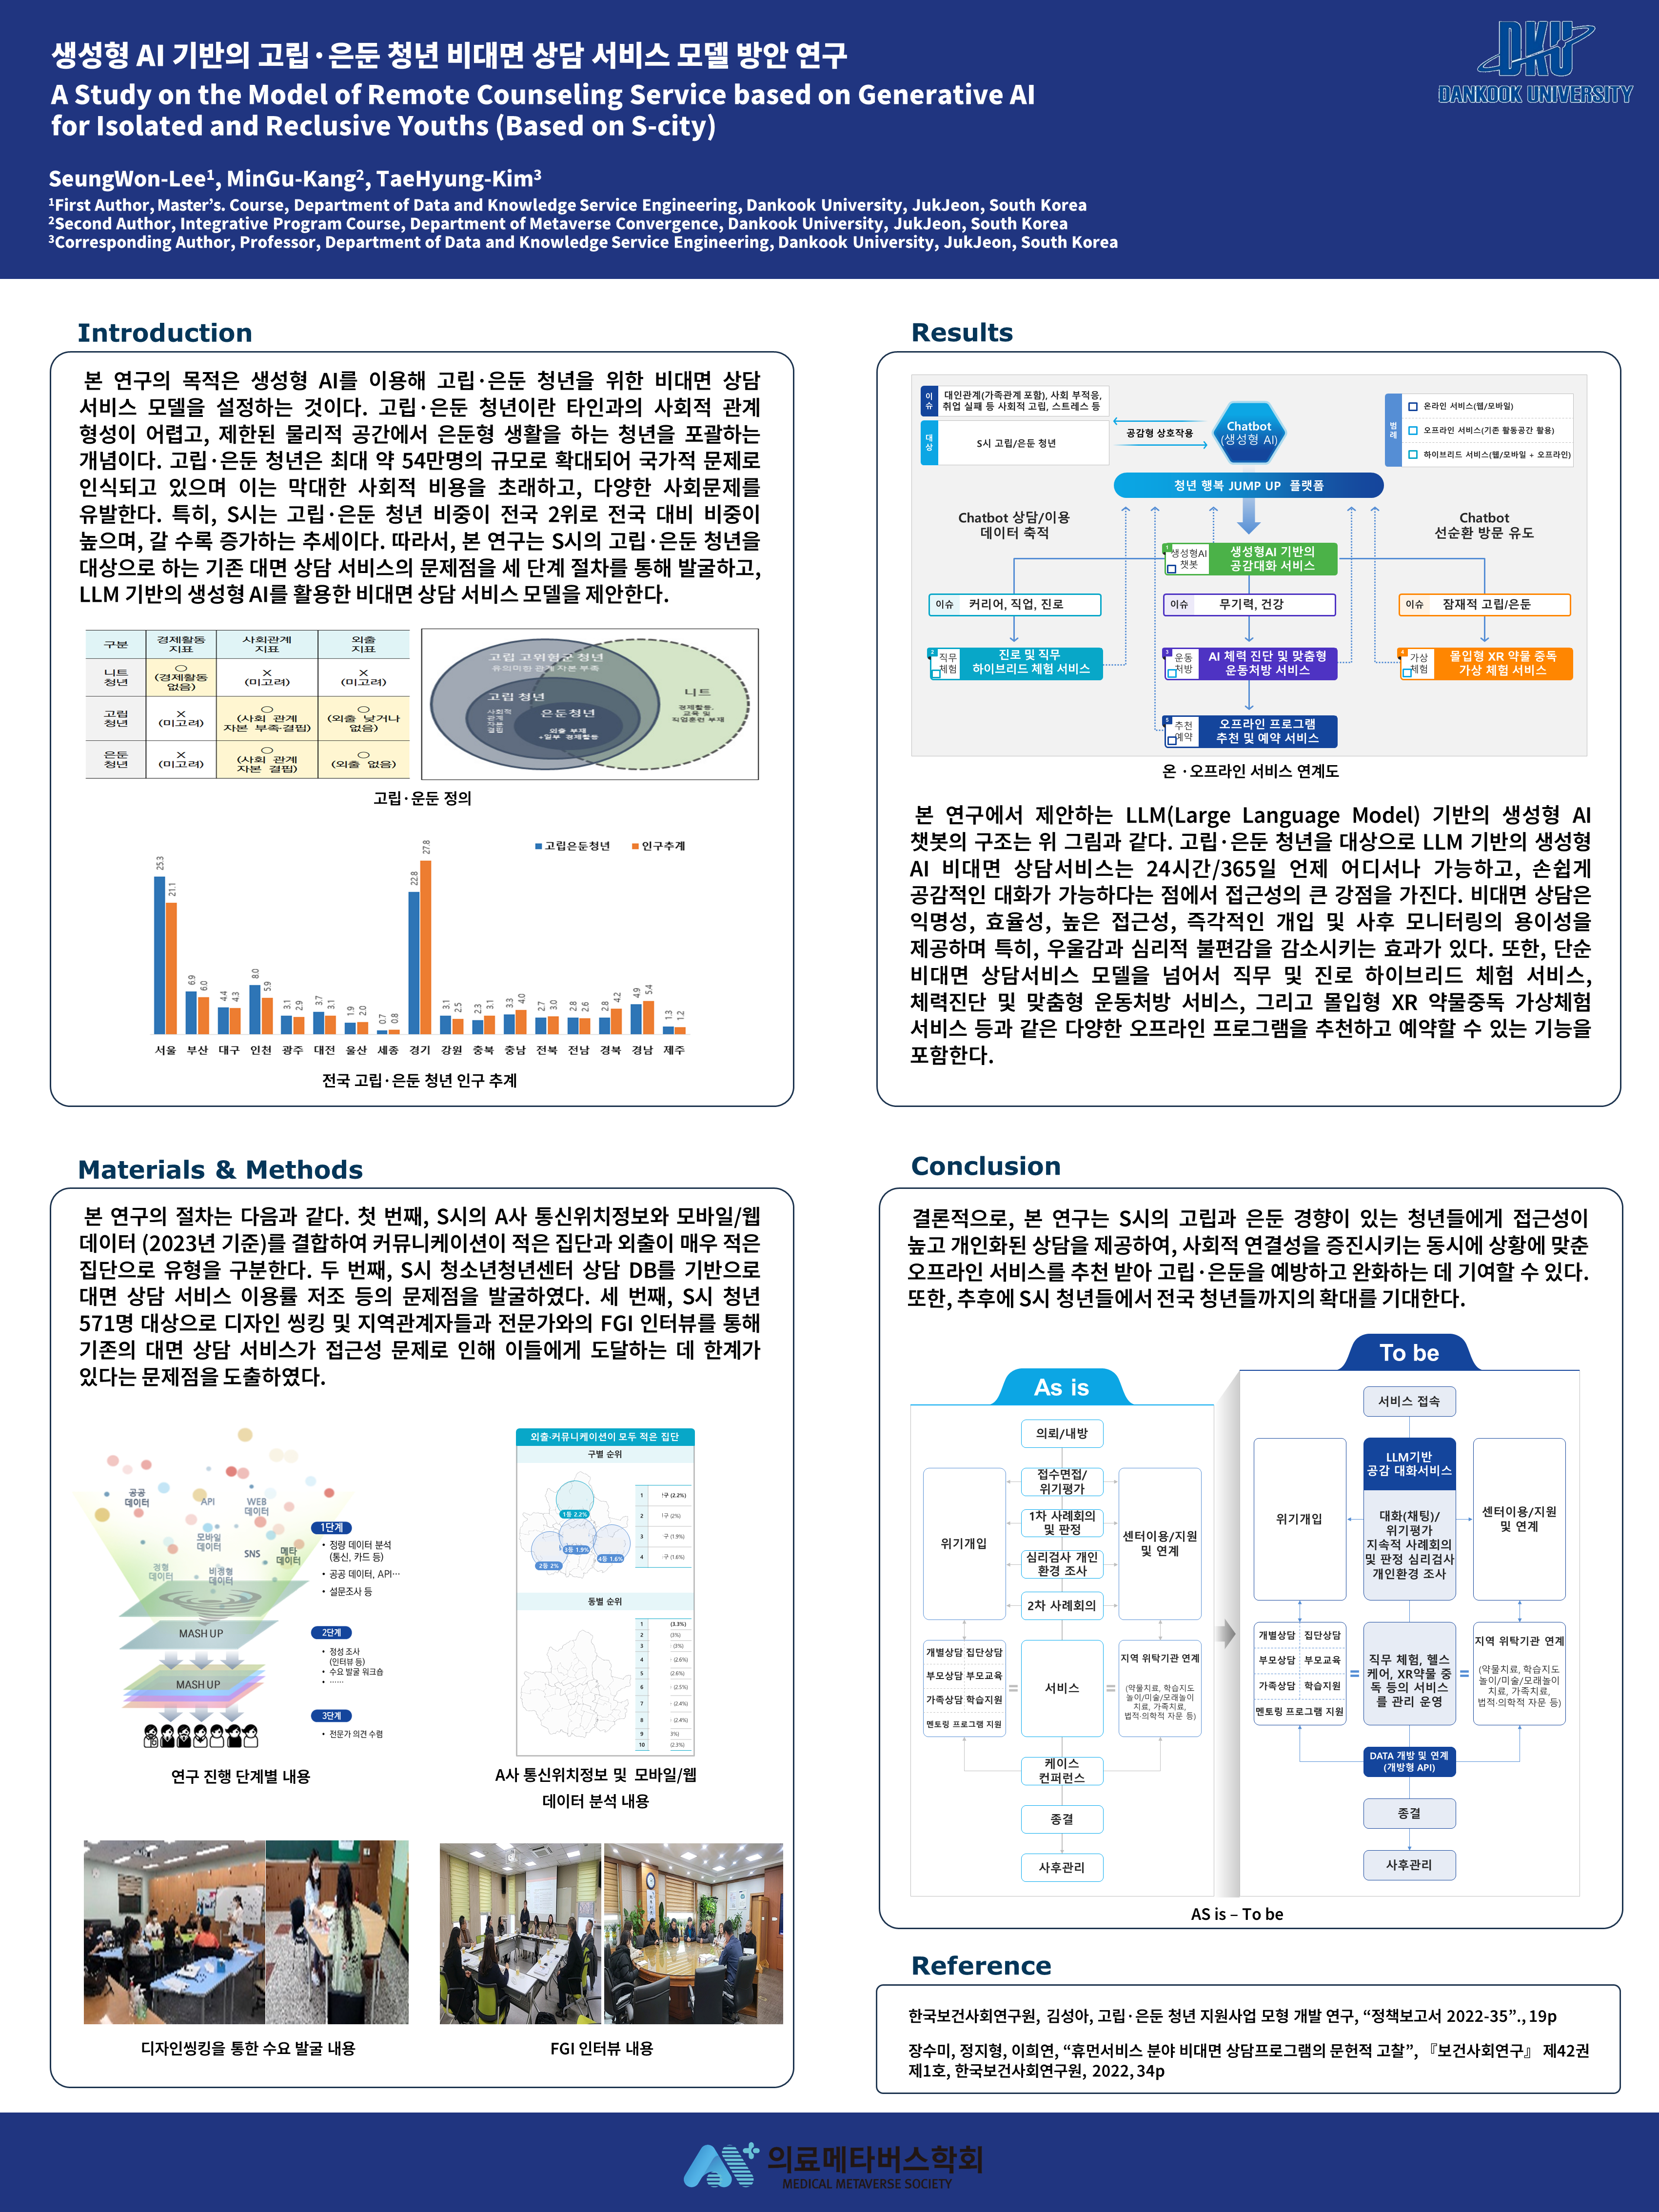 생성형 AI 기반의 고립·은둔 청년 비대면 상담 서비스 모델 방안 연구
A Study on the Model of Remote Counseling Service based on Generative AI
for Isolated and Reclusive Youths (Based on S-city)
DKU
DANKOOK UNIVERSITY
SeungWon-Lee1, MinGu-Kang2, TaeHyung-Kim3
1First Author, Master’s. Course, Department of Data and Knowledge Service Engineering, Dankook University, JukJeon, South Korea
2Second Author, Integrative Program Course, Department of Metaverse Convergence, Dankook University, JukJeon, South Korea
3Corresponding Author, Professor, Department of Data and Knowledge Service Engineering, Dankook University, JukJeon, South Korea
Introduction
본 연구의 목적은 생성형 AI를 이용해 고립·은둔 청년을 위한 비대면 상담
서비스 모델을 설정하는 것이다. 고립·은둔 청년이란 타인과의 사회적 관계
형성이 어렵고, 제한된 물리적 공간에서 은둔형 생활을 하는 청년을 포괄하는
개념이다. 고립·은둔 청년은 최대 약 54만명의 규모로 확대되어 국가적 문제로
인식되고 있으며 이는 막대한 사회적 비용을 초래하고, 다양한 사회문제를
유발한다. 특히, S시는 고립·은둔 청년 비중이 전국 2위로 전국 대비 비중이
높으며, 갈 수록 증가하는 추세이다. 따라서, 본 연구는 S시의 고립·은둔 청년을
대상으로 하는 기존 대면 상담 서비스의 문제점을 세 단계 절차를 통해 발굴하고,
LLM 기반의 생성형 AI를 활용한 비대면 상담 서비스 모델을 제안한다.
구분 경제활동 지표 사회관계 지표 외출 지표
니트 청년 ○ (경제활동 없음) × (미고려) × (미고려)
고립 청년 × (미고려) ○ (사회 관계 자본 부족·결핍) ○ (외출 낮거나 없음)
은둔 청년 × (미고려) ○ (사회 관계 자본 결핍) ○ (외출 없음)
고립 고위험군 청년
유의미한 관계자본 부족
고립 청년
사회적
관계
자본
결핍
은둔청년
외출 부재
+일부 경제활동
니트
경제활동,
교육 및
직업훈련 부재
고립·운둔 정의
고립은둔청년 인구추계
25.3 21.1 6.9 6.0 4.4 4.3 8.0 5.9 3.1 2.9 3.7 3.1 1.9 2.0 0.7 0.8 22.8 27.8 3.1 2.5 2.3 3.1 3.3 4.0 2.7 3.0 2.8 2.6 2.8 4.2 4.9 5.4 1.3 1.2
서울 부산 대구 인천 광주 대전 울산 세종 경기 강원 충북 충남 전북 전남 경북 경남 제주
전국 고립·은둔 청년 인구 추계
Materials & Methods
본 연구의 절차는 다음과 같다. 첫 번째, S시의 A사 통신위치정보와 모바일/웹
데이터 (2023년 기준)를 결합하여 커뮤니케이션이 적은 집단과 외출이 매우 적은
집단으로 유형을 구분한다. 두 번째, S시 청소년청년센터 상담 DB를 기반으로
대면 상담 서비스 이용률 저조 등의 문제점을 발굴하였다. 세 번째, S시 청년
571명 대상으로 디자인 씽킹 및 지역관계자들과 전문가와의 FGI 인터뷰를 통해
기존의 대면 상담 서비스가 접근성 문제로 인해 이들에게 도달하는 데 한계가
있다는 문제점을 도출하였다.
공공 데이터
API
WEB 데이터
모바일 데이터
SNS
메타 데이터
정형 데이터
비정형 데이터
MASH UP
MASH UP
1단계
• 정량 데이터 분석
(통신, 카드 등)
• 공공 데이터, API…
• 설문조사 등
2단계
• 정성 조사
(인터뷰 등)
• 수요 발굴 워크숍
• ……
3단계
• 전문가 의견 수렴
연구 진행 단계별 내용
외출·커뮤니케이션이 모두 적은 집단
구별 순위
1등 2.2%
2등 2%
3등 1.9%
4등 1.6%
1 구 (2.2%)
2 구 (2%)
3 구 (1.9%)
4 구 (1.6%)
동별 순위
1 (3.3%)
2 (3%)
3 (3%)
4 (2.6%)
5 (2.6%)
6 (2.5%)
7 (2.4%)
8 (2.4%)
9 3%)
10 (2.3%)
A사 통신위치정보 및 모바일/웹
데이터 분석 내용
디자인씽킹을 통한 수요 발굴 내용
FGI 인터뷰 내용
Results
이슈
대인관계(가족관계 포함), 사회 부적응,
취업 실패 등 사회적 고립, 스트레스 등
대상
S시 고립/은둔 청년
공감형 상호작용
Chatbot
(생성형 AI)
범례
온라인 서비스(웹/모바일)
오프라인 서비스(기존 활동공간 활용)
하이브리드 서비스(웹/모바일 + 오프라인)
청년 행복 JUMP UP 플랫폼
Chatbot 상담/이용
데이터 축적
Chatbot
선순환 방문 유도
1 생성형AI 챗봇
생성형AI 기반의
공감대화 서비스
이슈 커리어, 직업, 진로
이슈 무기력, 건강
이슈 잠재적 고립/은둔
2 직무 체험
진로 및 직무
하이브리드 체험 서비스
3 운동 처방
AI 체력 진단 및 맞춤형
운동처방 서비스
4 가상 체험
몰입형 XR 약물 중독
가상 체험 서비스
5 추천 예약
오프라인 프로그램
추천 및 예약 서비스
온 · 오프라인 서비스 연계도
본 연구에서 제안하는 LLM(Large Language Model) 기반의 생성형 AI
챗봇의 구조는 위 그림과 같다. 고립·은둔 청년을 대상으로 LLM 기반의 생성형
AI 비대면 상담서비스는 24시간/365일 언제 어디서나 가능하고, 손쉽게
공감적인 대화가 가능하다는 점에서 접근성의 큰 강점을 가진다. 비대면 상담은
익명성, 효율성, 높은 접근성, 즉각적인 개입 및 사후 모니터링의 용이성을
제공하며 특히, 우울감과 심리적 불편감을 감소시키는 효과가 있다. 또한, 단순
비대면 상담서비스 모델을 넘어서 직무 및 진로 하이브리드 체험 서비스,
체력진단 및 맞춤형 운동처방 서비스, 그리고 몰입형 XR 약물중독 가상체험
서비스 등과 같은 다양한 오프라인 프로그램을 추천하고 예약할 수 있는 기능을
포함한다.
Conclusion
결론적으로, 본 연구는 S시의 고립과 은둔 경향이 있는 청년들에게 접근성이
높고 개인화된 상담을 제공하여, 사회적 연결성을 증진시키는 동시에 상황에 맞춘
오프라인 서비스를 추천 받아 고립·은둔을 예방하고 완화하는 데 기여할 수 있다.
또한, 추후에 S시 청년들에서 전국 청년들까지의 확대를 기대한다.
As is
의뢰/내방
접수면접/
위기평가
1차 사례회의
및 판정
심리검사 개인
환경 조사
2차 사례회의
위기개입
센터이용/지원
및 연계
개별상담 집단상담
부모상담 부모교육
가족상담 학습지원
멘토링 프로그램 지원
=
서비스
=
지역 위탁기관 연계
(약물치료, 학습지도
놀이/미술/모래놀이
치료, 가족치료,
법적·의학적 자문 등)
케이스
컨퍼런스
종결
사후관리
To be
서비스 접속
LLM기반
공감 대화서비스
위기개입
대화(채팅)/
위기평가
지속적 사례회의
및 판정 심리검사
개인환경 조사
센터이용/지원
및 연계
개별상담 집단상담
부모상담 부모교육
가족상담 학습지원
멘토링 프로그램 지원
=
직무 체험, 헬스
케어, XR약물 중
독 등의 서비스
를 관리 운영
=
지역 위탁기관 연계
(약물치료, 학습지도
놀이/미술/모래놀이
치료, 가족치료,
법적·의학적 자문 등)
DATA 개방 및 연계
(개방형 API)
종결
사후관리
AS is – To be
Reference
한국보건사회연구원, 김성아, 고립·은둔 청년 지원사업 모형 개발 연구, “정책보고서 2022-35”., 19p
장수미, 정지형, 이희연, “휴먼서비스 분야 비대면 상담프로그램의 문헌적 고찰”, 『보건사회연구』 제42권
제1호, 한국보건사회연구원, 2022, 34p
의료메타버스학회
MEDICAL METAVERSE SOCIETY